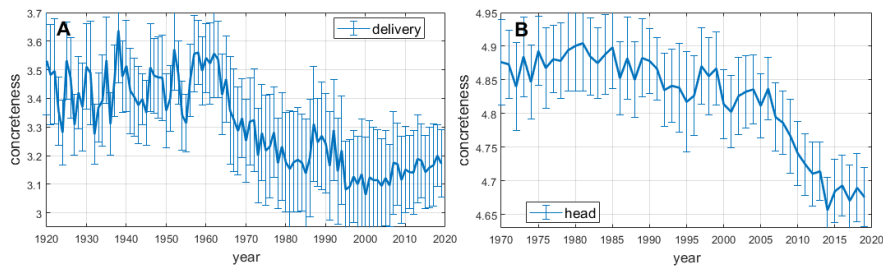 A
delivery
concreteness
3.7
3.6
3.5
3.4
3.3
3.2
3.1
3
1920 1930 1940 1950 1960 1970 1980 1990 2000 2010 2020
year
B
head
concreteness
4.95
4.9
4.85
4.8
4.75
4.7
4.65
1970 1975 1980 1985 1990 1995 2000 2005 2010 2015 2020
year